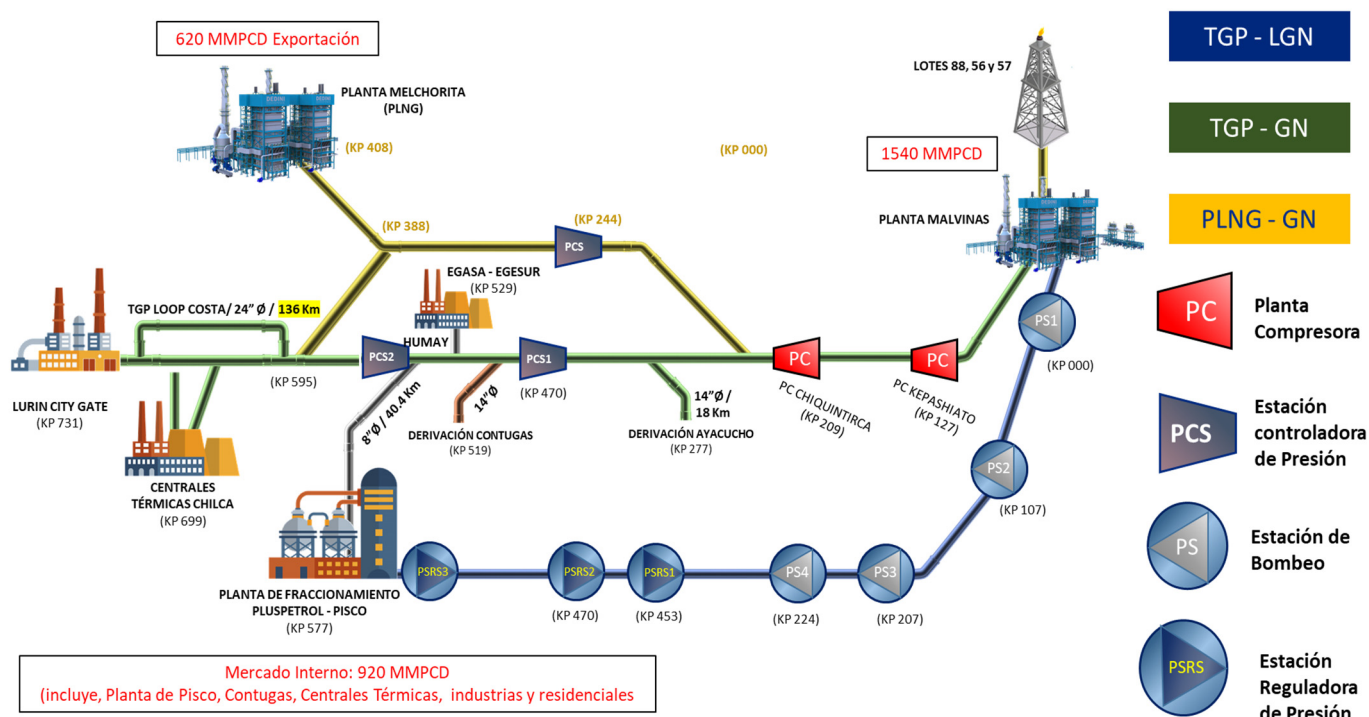 620 MMPCD Exportación
PLANTA MELCHORITA
(PLNG)
(KP 408)
(KP 000)
LOTES 88, 56 y 57
1540 MMPCD
PLANTA MALVINAS
(KP 388)
(KP 244)
PCS
EGASA - EGESUR
(KP 529)
TGP LOOP COSTA/ 24” Ø / 136 Km
HUMAY
PCS2
PCS1
PC
PC
PS1
(KP 000)
(KP 595)
(KP 470)
LURIN CITY GATE
(KP 731)
8”Ø / 40.4 Km
14”Ø
14”Ø /
18 Km
PC CHIQUINTIRCA
(KP 209)
PC KEPASHIATO
(KP 127)
DERIVACIÓN CONTUGAS
(KP 519)
DERIVACIÓN AYACUCHO
(KP 277)
CENTRALES
TÉRMICAS CHILCA
(KP 699)
PS2
(KP 107)
PSRS3
PSRS2
PSRS1
PS4
PS3
(KP 470)
(KP 453)
(KP 224)
(KP 207)
PLANTA DE FRACCIONAMIENTO
PLUSPETROL - PISCO
(KP 577)
Mercado Interno: 920 MMPCD
(incluye, Planta de Pisco, Contugas, Centrales Térmicas, industrias y residenciales
TGP - LGN
TGP - GN
PLNG - GN
PC
Planta
Compresora
PCS
Estación
controladora
de Presión
PS
Estación de
Bombeo
PSRS
Estación
Reguladora
de Presión